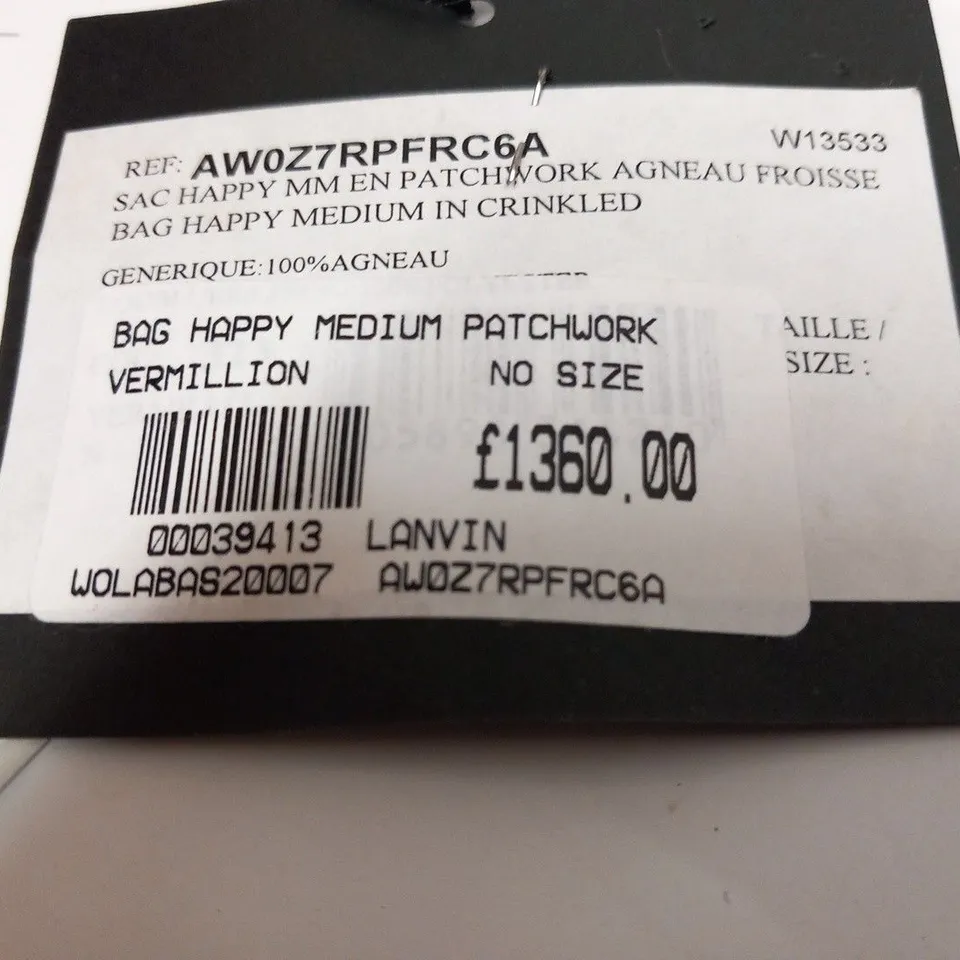 REF: AW0Z7RPFRC6A W13533
SAC HAPPY MM EN PATCHWORK AGNEAU FROISSE
BAG HAPPY MEDIUM IN CRINKLED
GENERIQUE:100%AGNEAU
BAG HAPPY MEDIUM PATCHWORK
VERMILLION NO SIZE
AILLE /
SIZE :
£1360.00
00039413 LANVIN
WOLABAS20007 AW0Z7RPFRC6A